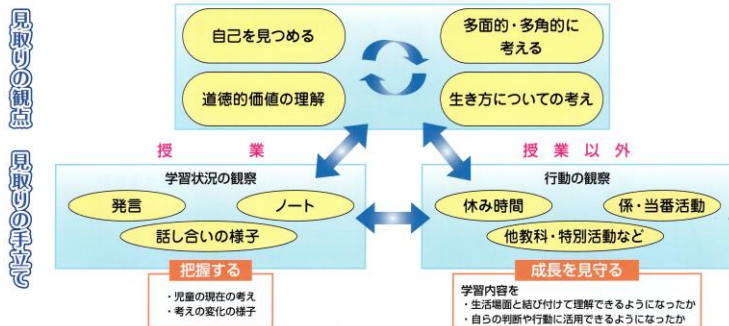 見取りの観点
自己を見つめる
多面的・多角的に
考える
道徳的価値の理解
生き方についての考え
見取りの手立て
授業
学習状況の観察
発言
ノート
話し合いの様子
把握する
・児童の現在の考え
・考えの変化の様子
授業以外
行動の観察
休み時間
係・当番活動
他教科・特別活動など
成長を見守る
学習内容を
・生活場面と結び付けて理解できるようになったか
・自らの判断や行動に活用できるようになったか